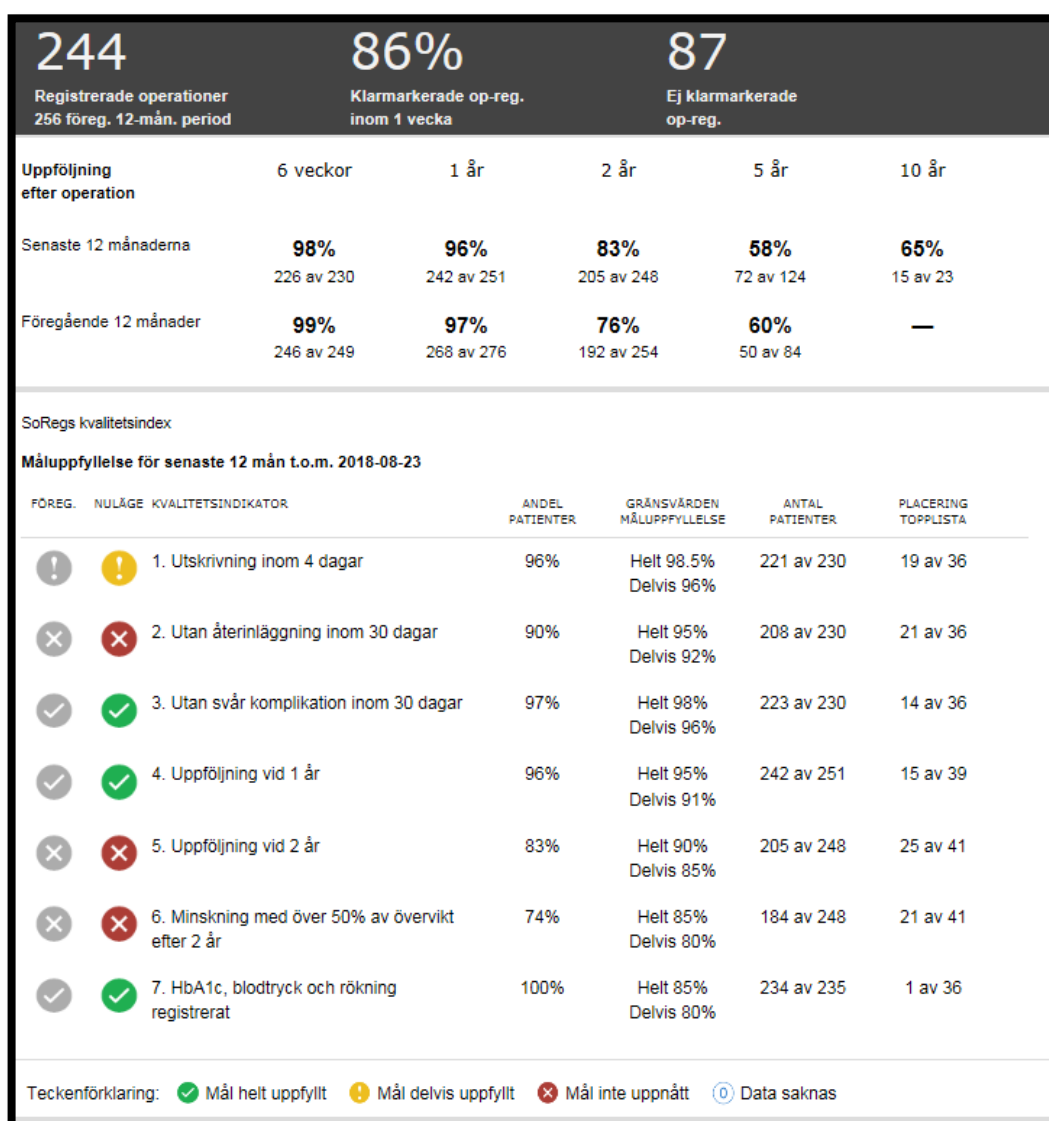 244 86% 87
Registrerade operationer Klarmarkerade op-reg. Ej klarmarkerade
256 föreg. 12-mån. period inom 1 vecka op-reg.
Uppföljning 6 veckor 1 år 2 år 5 år 10 år
efter operation
Senaste 12 månaderna 98% 96% 83% 58% 65%
226 av 230 242 av 251 205 av 248 72 av 124 15 av 23
Föregående 12 månader 99% 97% 76% 60% —
246 av 249 268 av 276 192 av 254 50 av 84
SoRegs kvalitetsindex
Måluppfyllelse för senaste 12 mån t.o.m. 2018-08-23
FÖREG. NULÄGE KVALITETSINDIKATOR ANDEL GRÄNSVÄRDEN ANTAL PLACERING
PATIENTER MÅLUPPFYLLELSE PATIENTER TOPPLISTA
1. Utskrivning inom 4 dagar 96% Helt 98.5% 221 av 230 19 av 36
Delvis 96%
2. Utan återinläggning inom 30 dagar 90% Helt 95% 208 av 230 21 av 36
Delvis 92%
3. Utan svår komplikation inom 30 dagar 97% Helt 98% 223 av 230 14 av 36
Delvis 96%
4. Uppföljning vid 1 år 96% Helt 95% 242 av 251 15 av 39
Delvis 91%
5. Uppföljning vid 2 år 83% Helt 90% 205 av 248 25 av 41
Delvis 85%
6. Minskning med över 50% av övervikt 74% Helt 85% 184 av 248 21 av 41
efter 2 år Delvis 80%
7. HbA1c, blodtryck och rökning 100% Helt 85% 234 av 235 1 av 36
registrerat Delvis 80%
Teckenförklaring: Mål helt uppfyllt Mål delvis uppfyllt Mål inte uppnått 0 Data saknas